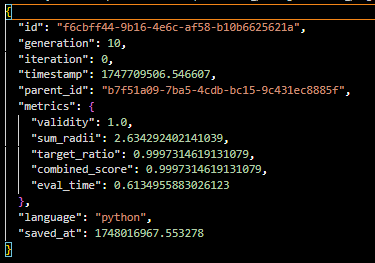 {
"id": "f6cbff44-9b16-4e6c-af58-b10b6625621a",
"generation": 10,
"iteration": 0,
"timestamp": 1747709506.546607,
"parent_id": "b7f51a09-7ba5-4cdb-bc15-9c431ec8885f",
"metrics": {
"validity": 1.0,
"sum_radii": 2.634292402141039,
"target_ratio": 0.9997314619131079,
"combined_score": 0.9997314619131079,
"eval_time": 0.6134955883026123
},
"language": "python",
"saved_at": 1748016967.553278
}